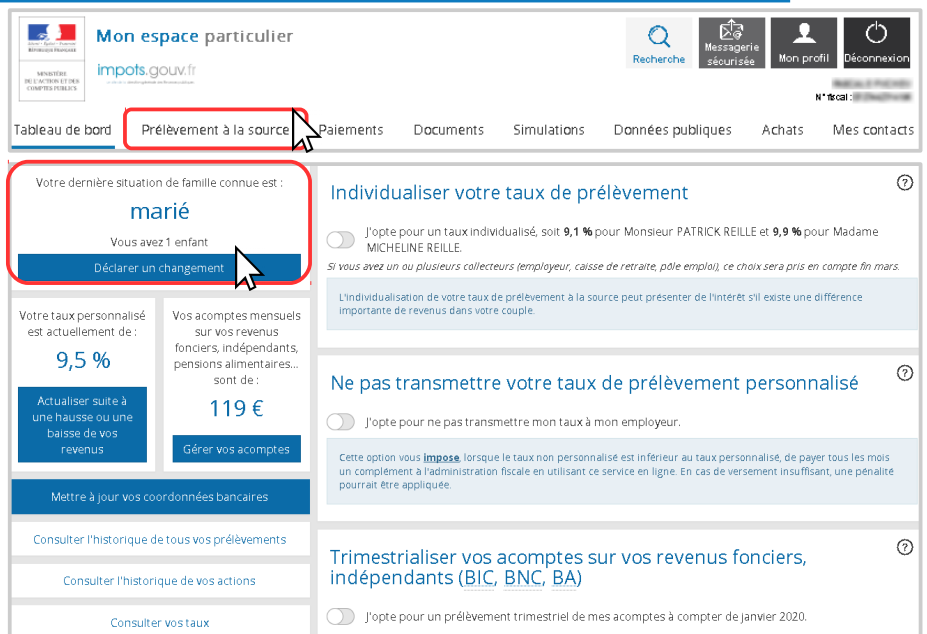 Liberté • Égalité • Fraternité
RÉPUBLIQUE FRANÇAISE
MINISTÈRE
DE L'ACTION ET DES
COMPTES PUBLICS
Mon espace particulier
impots.gouv.fr
Recherche
Messagerie
sécurisée
Mon profil
Déconnexion
N° fiscal :
Tableau de bord
Prélèvement à la source
Paiements
Documents
Simulations
Données publiques
Achats
Mes contacts
Votre dernière situation de famille connue est :
marié
Vous avez 1 enfant
Déclarer un changement
Votre taux personnalisé
est actuellement de :
9,5 %
Actualiser suite à
une hausse ou une
baisse de vos
revenus
Vos acomptes mensuels
sur vos revenus
fonciers, indépendants,
pensions alimentaires...
sont de :
119 €
Gérer vos acomptes
Mettre à jour vos coordonnées bancaires
Consulter l'historique de tous vos prélèvements
Consulter l'historique de vos actions
Consulter vos taux
Individualiser votre taux de prélèvement
J'opte pour un taux individualisé, soit 9,1 % pour Monsieur PATRICK REILLE et 9,9 % pour Madame
MICHELINE REILLE.
Si vous avez un ou plusieurs collecteurs (employeur, caisse de retraite, pôle emploi), ce choix sera pris en compte fin mars.
L'individualisation de votre taux de prélèvement à la source peut présenter de l'intérêt s'il existe une différence
importante de revenus dans votre couple.
Ne pas transmettre votre taux de prélèvement personnalisé
J'opte pour ne pas transmettre mon taux à mon employeur.
Cette option vous impose, lorsque le taux non personnalisé est inférieur au taux personnalisé, de payer tous les mois
un complément à l'administration fiscale en utilisant ce service en ligne. En cas de versement insuffisant, une pénalité
pourrait être appliquée.
Trimestrialiser vos acomptes sur vos revenus fonciers,
indépendants (BIC, BNC, BA)
J'opte pour un prélèvement trimestriel de mes acomptes à compter de janvier 2020.